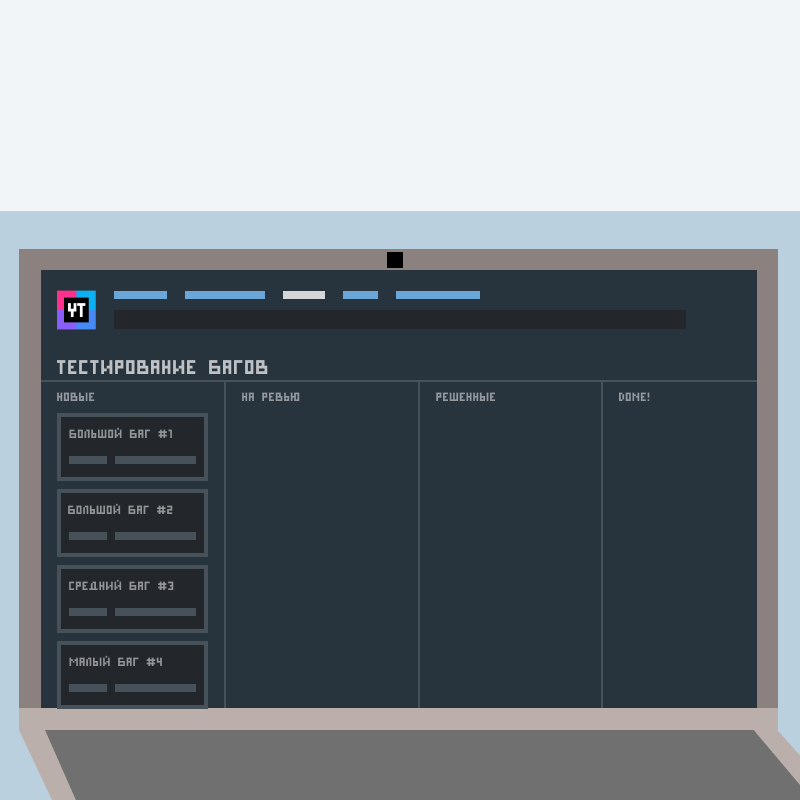 YT
ТЕСТИРОВАНИЕ БАГОВ
НОВЫЕ
НА РЕВЬЮ
РЕШЕННЫЕ
DONE!
БОЛЬШОЙ БАГ #1
БОЛЬШОЙ БАГ #2
СРЕДНИЙ БАГ #3
МАЛЫЙ БАГ #4